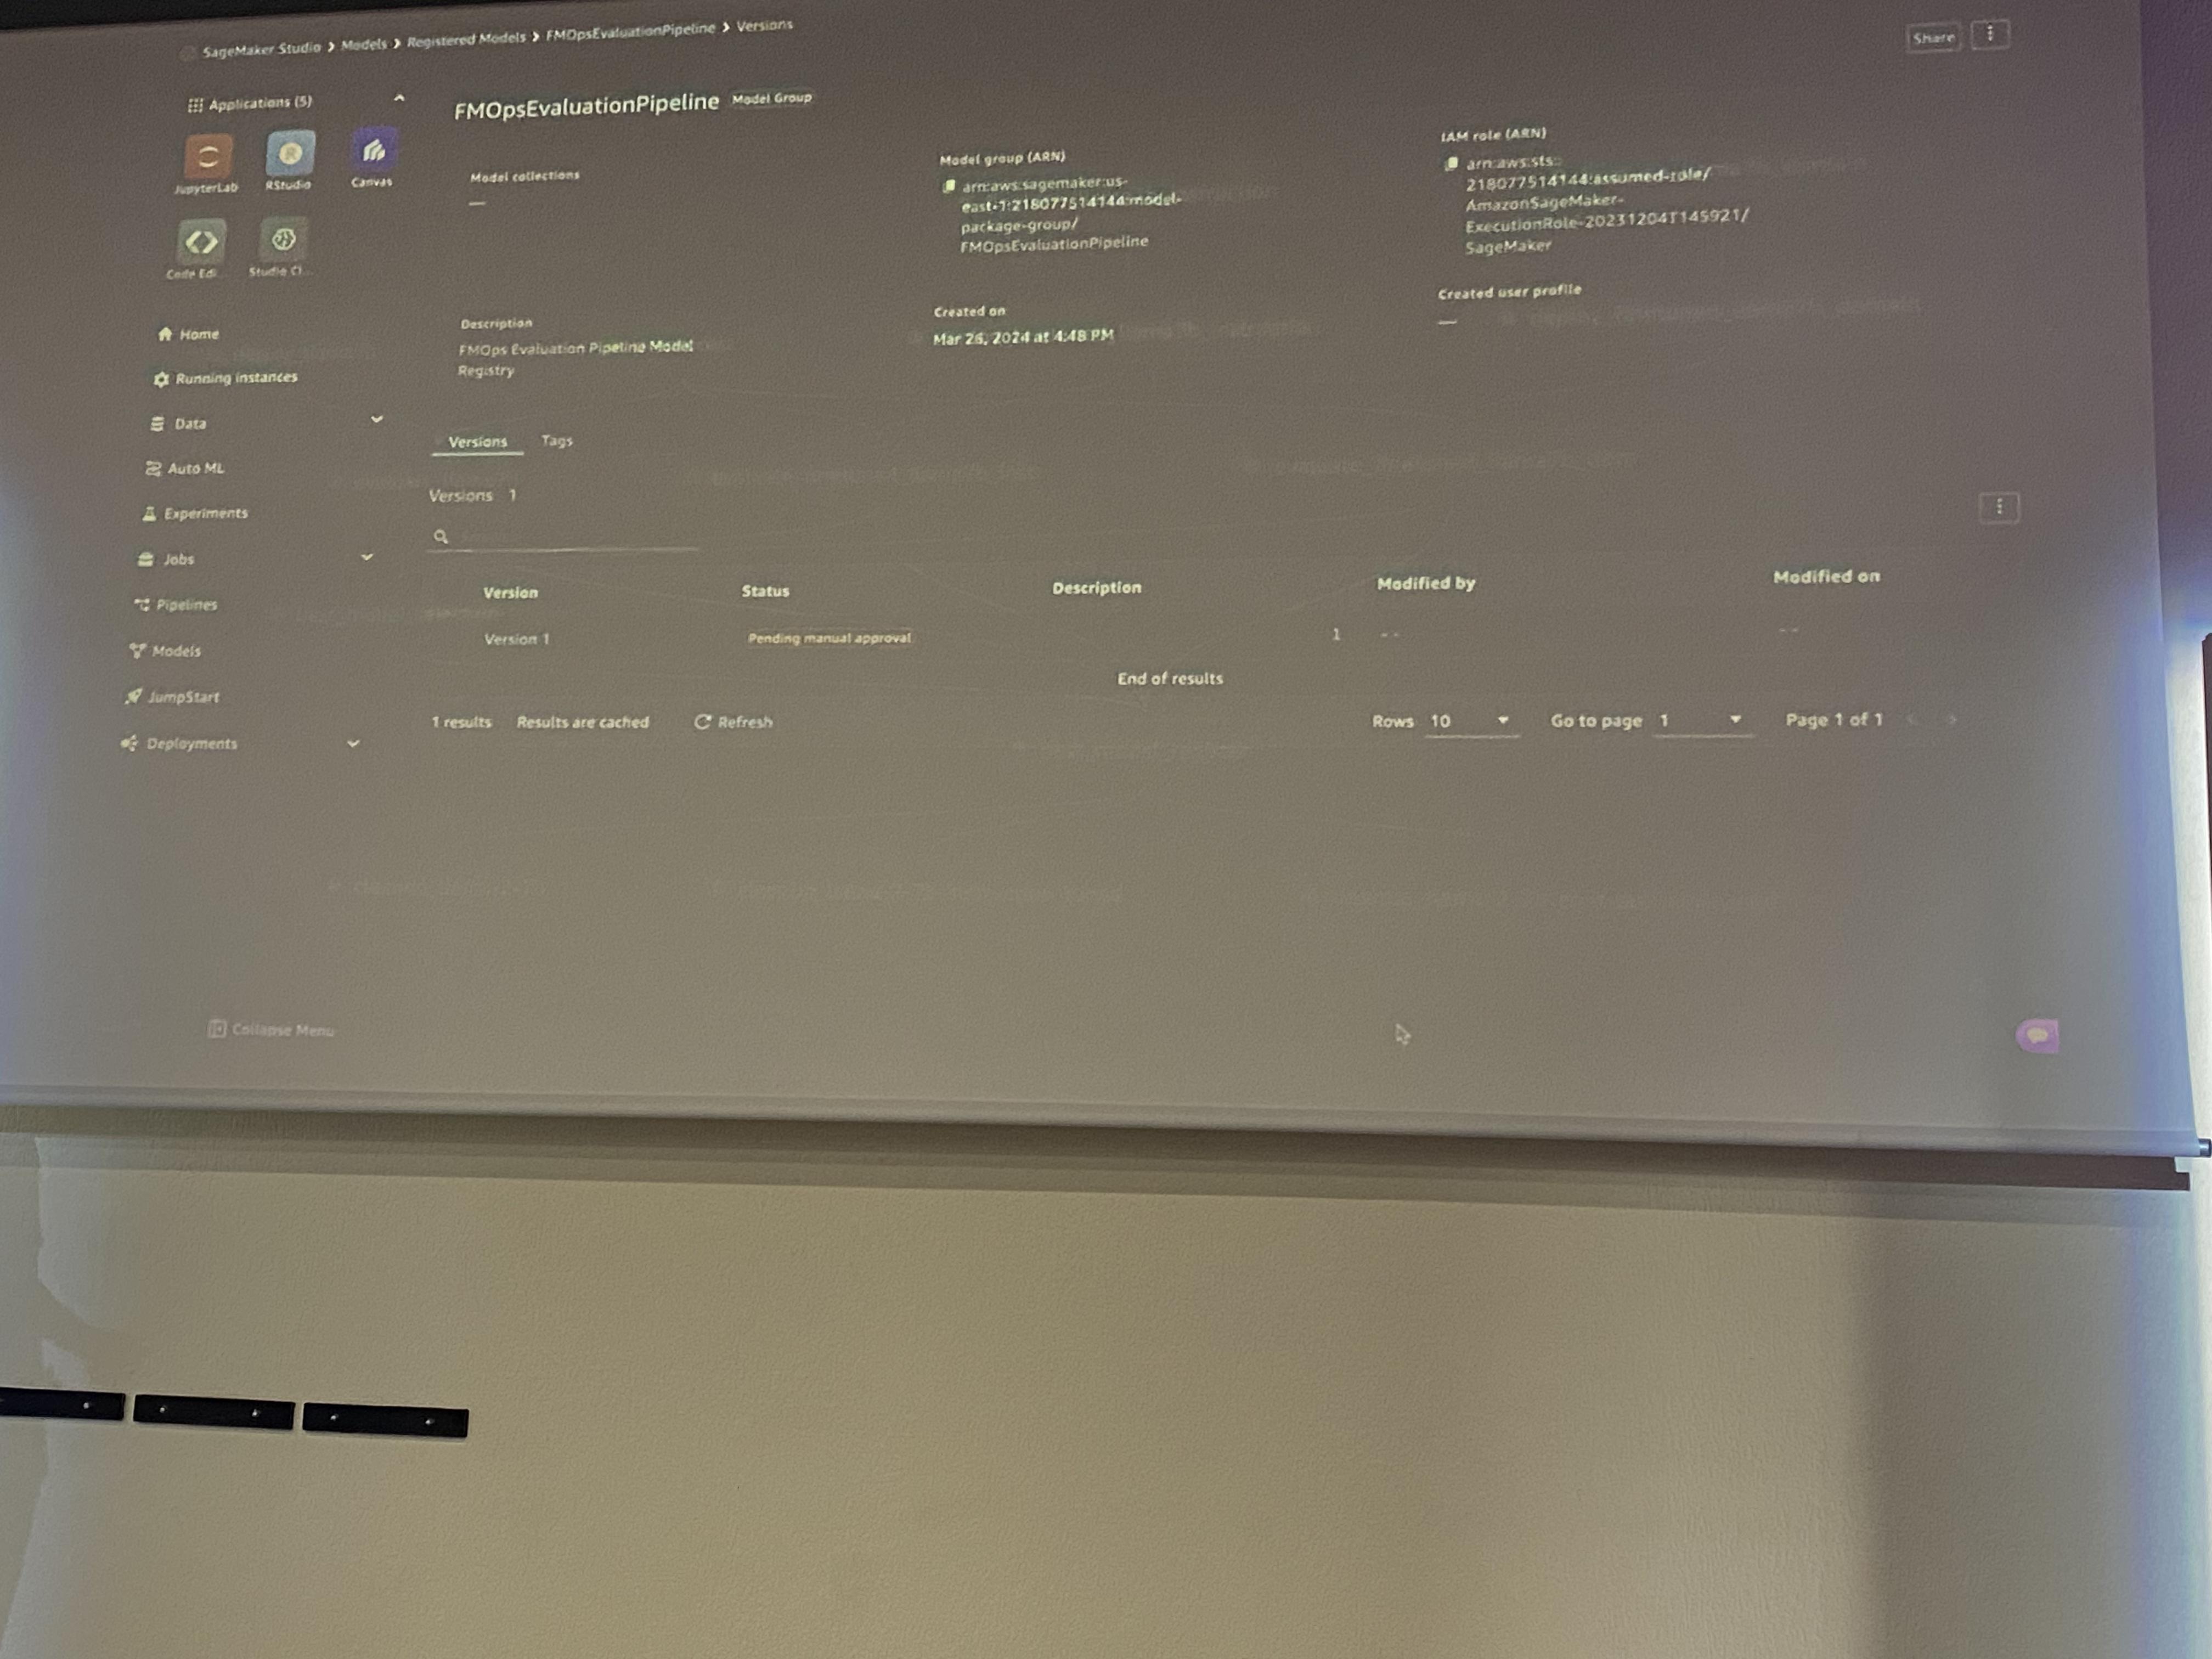 SageMaker Studio > Models > Registered Models > FMOpsEvaluationPipeline > Versions
Share
Applications (5)
JupyterLab
RStudio
Canvas
Code Edi...
Studio Cl...
Home
Running instances
Data
Auto ML
Experiments
Jobs
Pipelines
Models
JumpStart
Deployments
Collapse Menu
FMOpsEvaluationPipeline Model Group
Model collections
—
Model group (ARN)
arn:aws:sagemaker:us-
east-1:218077514144:model-
package-group/
FMOpsEvaluationPipeline
IAM role (ARN)
arn:aws:sts::
218077514144:assumed-role/
AmazonSageMaker-
ExecutionRole-20231204T145921/
SageMaker
Description
FMOps Evaluation Pipeline Model
Registry
Created on
Mar 26, 2024 at 4:48 PM
Created user profile
—
Versions Tags
Versions 1
Version Status Description Modified by Modified on
Version 1 Pending manual approval 1 -- --
End of results
1 results Results are cached Refresh
Rows 10 Go to page 1 Page 1 of 1